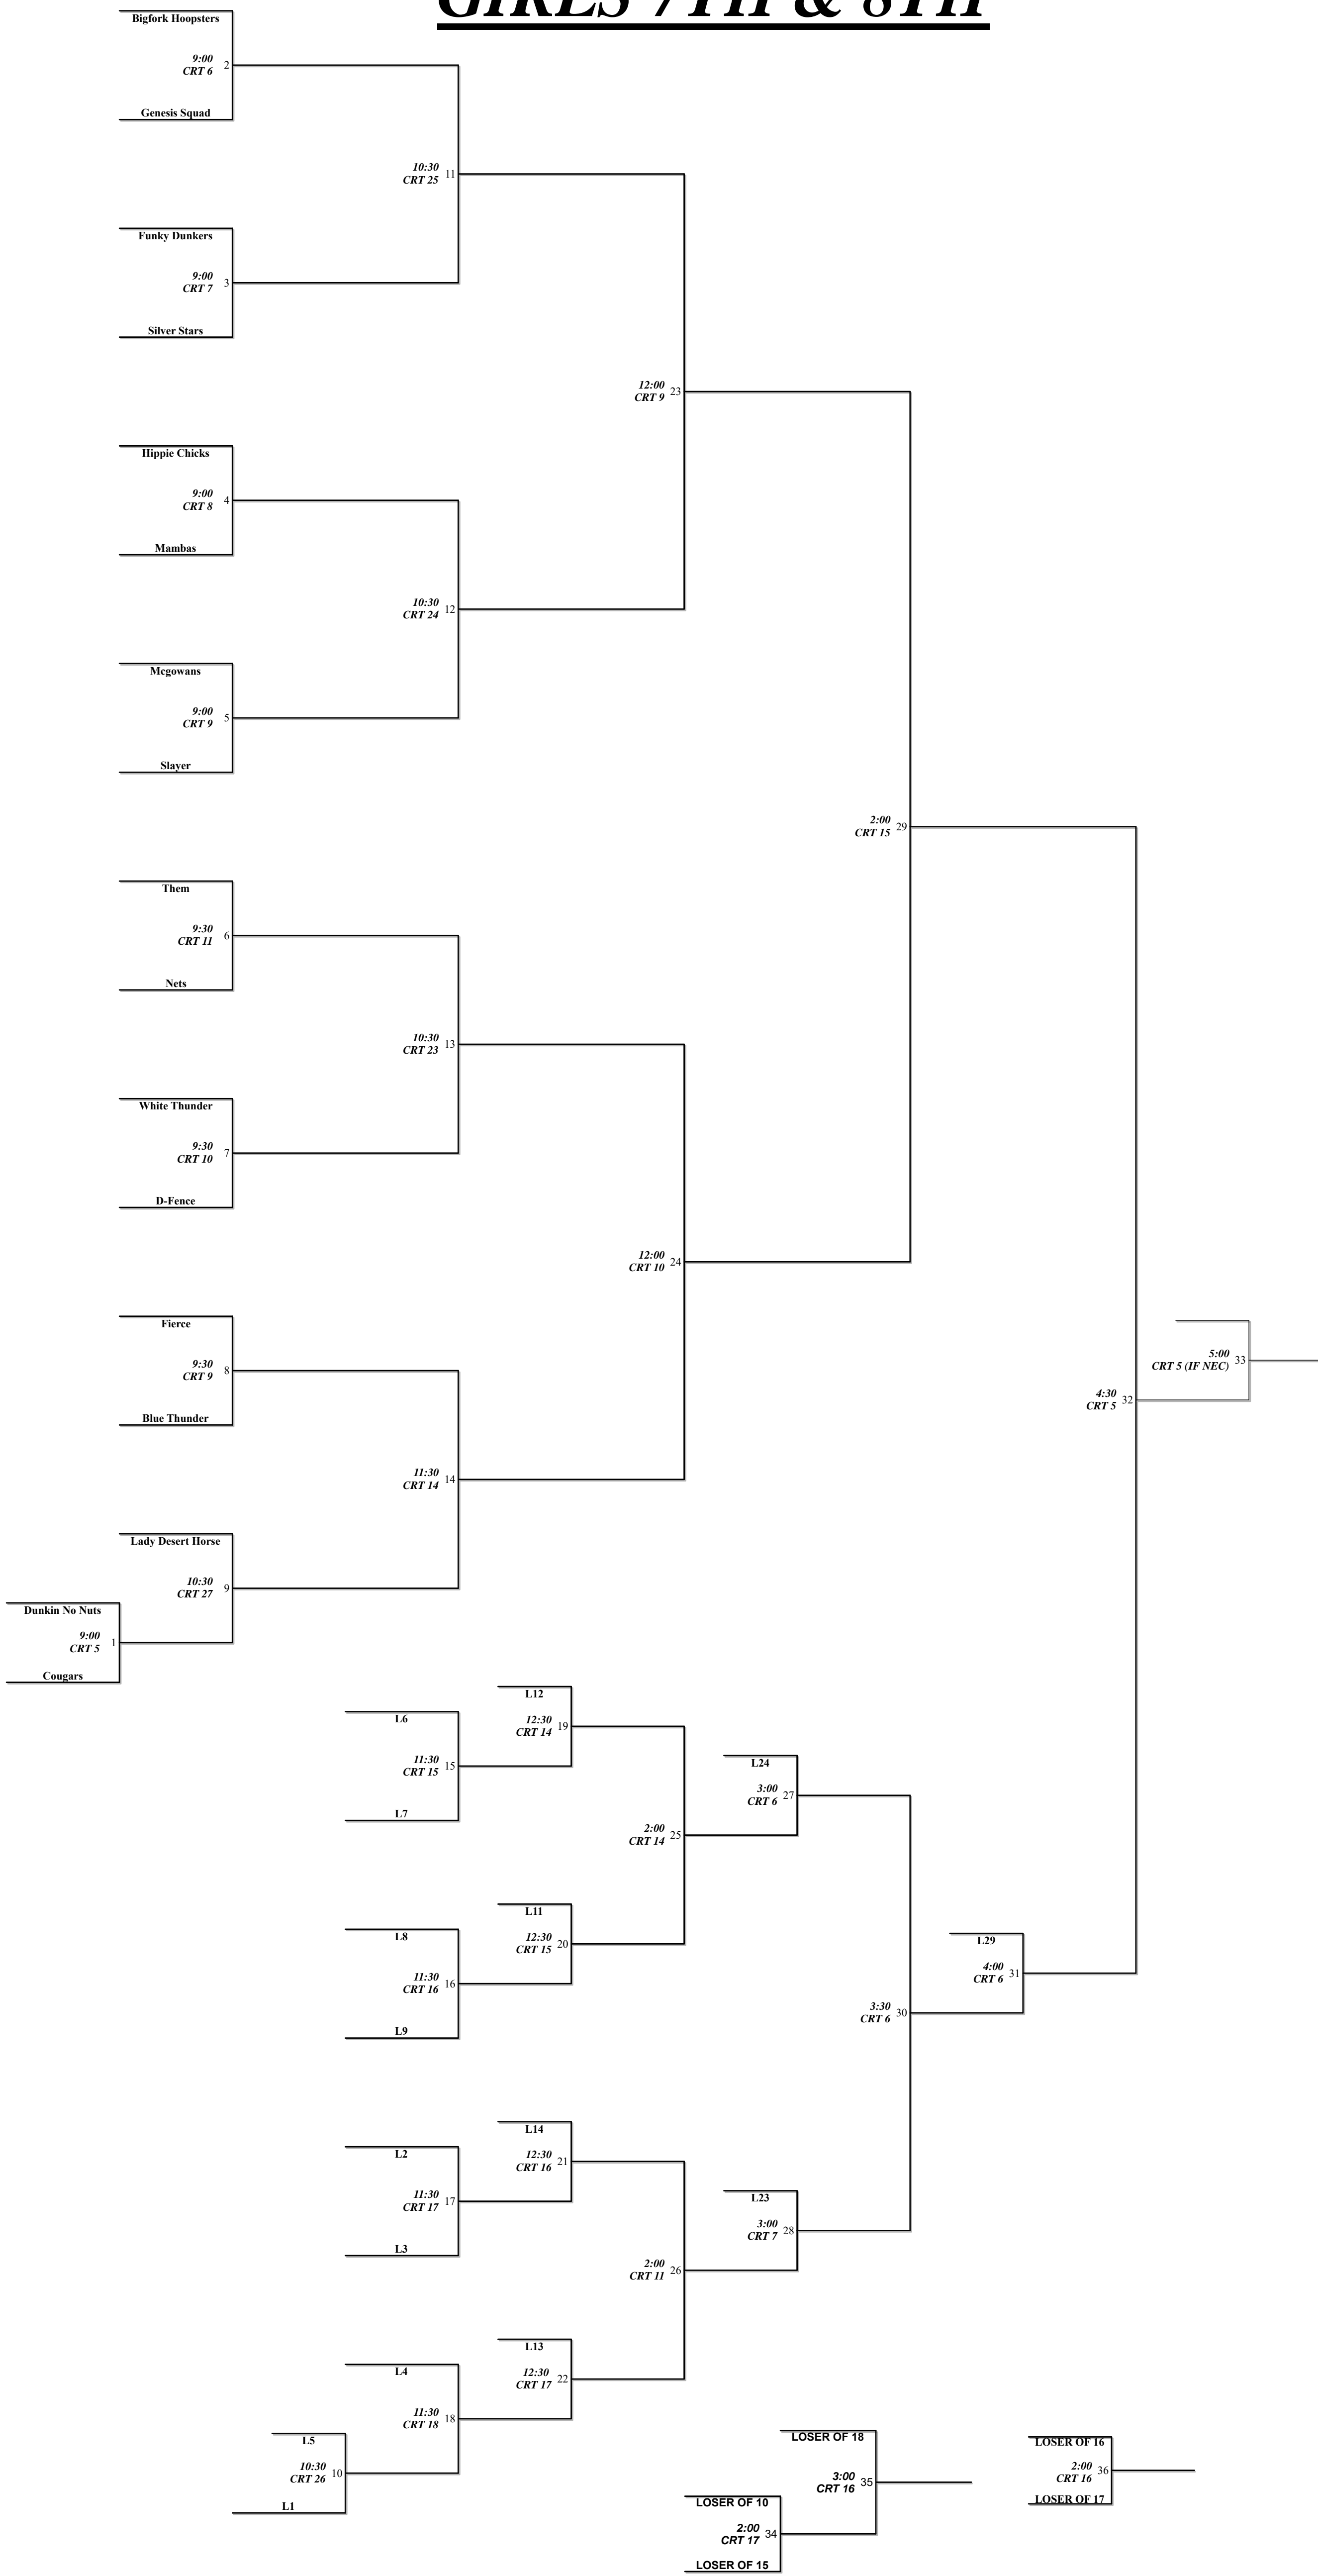 GIRLS 7TH & 8TH
Bigfork Hoopsters
9:00
CRT 6 2
Genesis Squad
10:30
CRT 25 11
Funky Dunkers
9:00
CRT 7 3
Silver Stars
12:00
CRT 9 23
Hippie Chicks
9:00
CRT 8 4
Mambas
10:30
CRT 24 12
Mcgowans
9:00
CRT 9 5
Slayer
2:00
CRT 15 29
Them
9:30
CRT 11 6
Nets
10:30
CRT 23 13
White Thunder
9:30
CRT 10 7
D-Fence
12:00
CRT 10 24
Fierce
9:30
CRT 9 8
Blue Thunder
5:00
CRT 5 (IF NEC) 33
4:30
CRT 5 32
11:30
CRT 14 14
Lady Desert Horse
10:30
CRT 27 9
Dunkin No Nuts
9:00
CRT 5 1
Cougars
L12
12:30
CRT 14 19
L6
11:30
CRT 15 15
L7
L24
3:00
CRT 6 27
2:00
CRT 14 25
L11
12:30
CRT 15 20
L8
11:30
CRT 16 16
L9
L29
4:00
CRT 6 31
3:30
CRT 6 30
L14
12:30
CRT 16 21
L2
11:30
CRT 17 17
L3
L23
3:00
CRT 7 28
2:00
CRT 11 26
L13
12:30
CRT 17 22
L4
11:30
CRT 18 18
L5
10:30
CRT 26 10
L1
LOSER OF 18
3:00
CRT 16 35
LOSER OF 10
2:00
CRT 17 34
LOSER OF 15
LOSER OF 16
2:00
CRT 16 36
LOSER OF 17